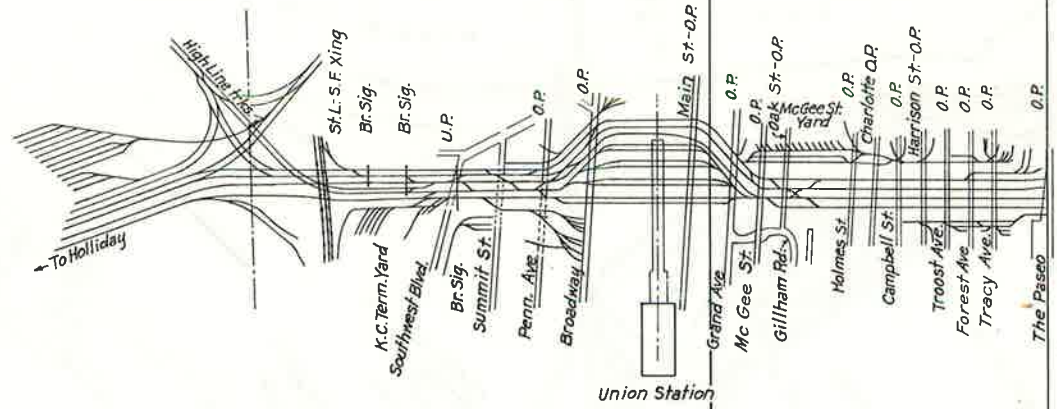 High Line trks.
St.L.-S.F. Xing
Br. Sig.
Br. Sig.
U.P.
O.P.
O.P.
Main St.-O.P.
O.P.
O.P.
Oak St.-O.P.
McGee St.
Yard
O.P.
Charlotte O.P.
O.P.
Harrison St.-O.P.
O.P.
O.P.
O.P.
O.P.
←To Holliday
K.C. Term. Yard
Southwest Blvd.
Br. Sig.
Summit St.
Penn. Ave.
Broadway
Union Station
Grand Ave
Mc Gee St.
Gillham Rd.
Holmes St.
Campbell St.
Troost Ave.
Forest Ave.
Tracy Ave.
The Paseo